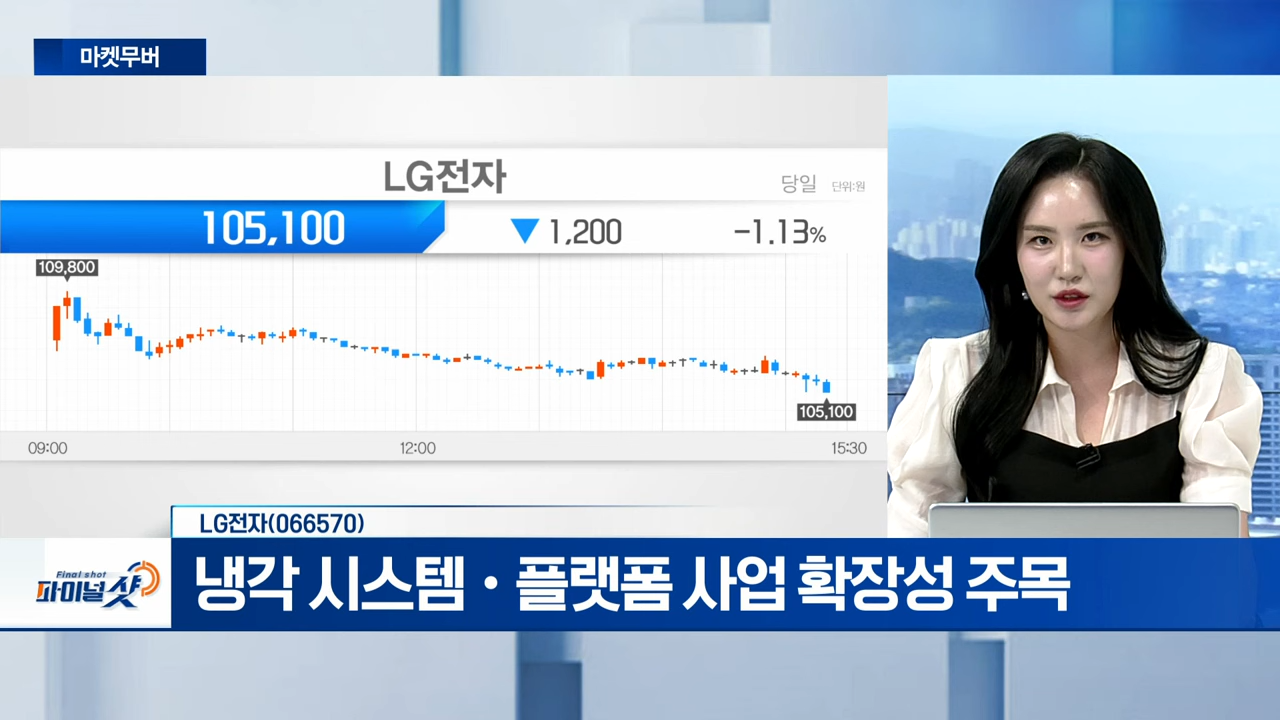 마켓무버
LG전자
당일 단위:원
105,100 ▼1,200 -1.13%
109,800
105,100
09:00 12:00 15:30
LG전자(066570)
Final shot
파이널샷
냉각 시스템·플랫폼 사업 확장성 주목